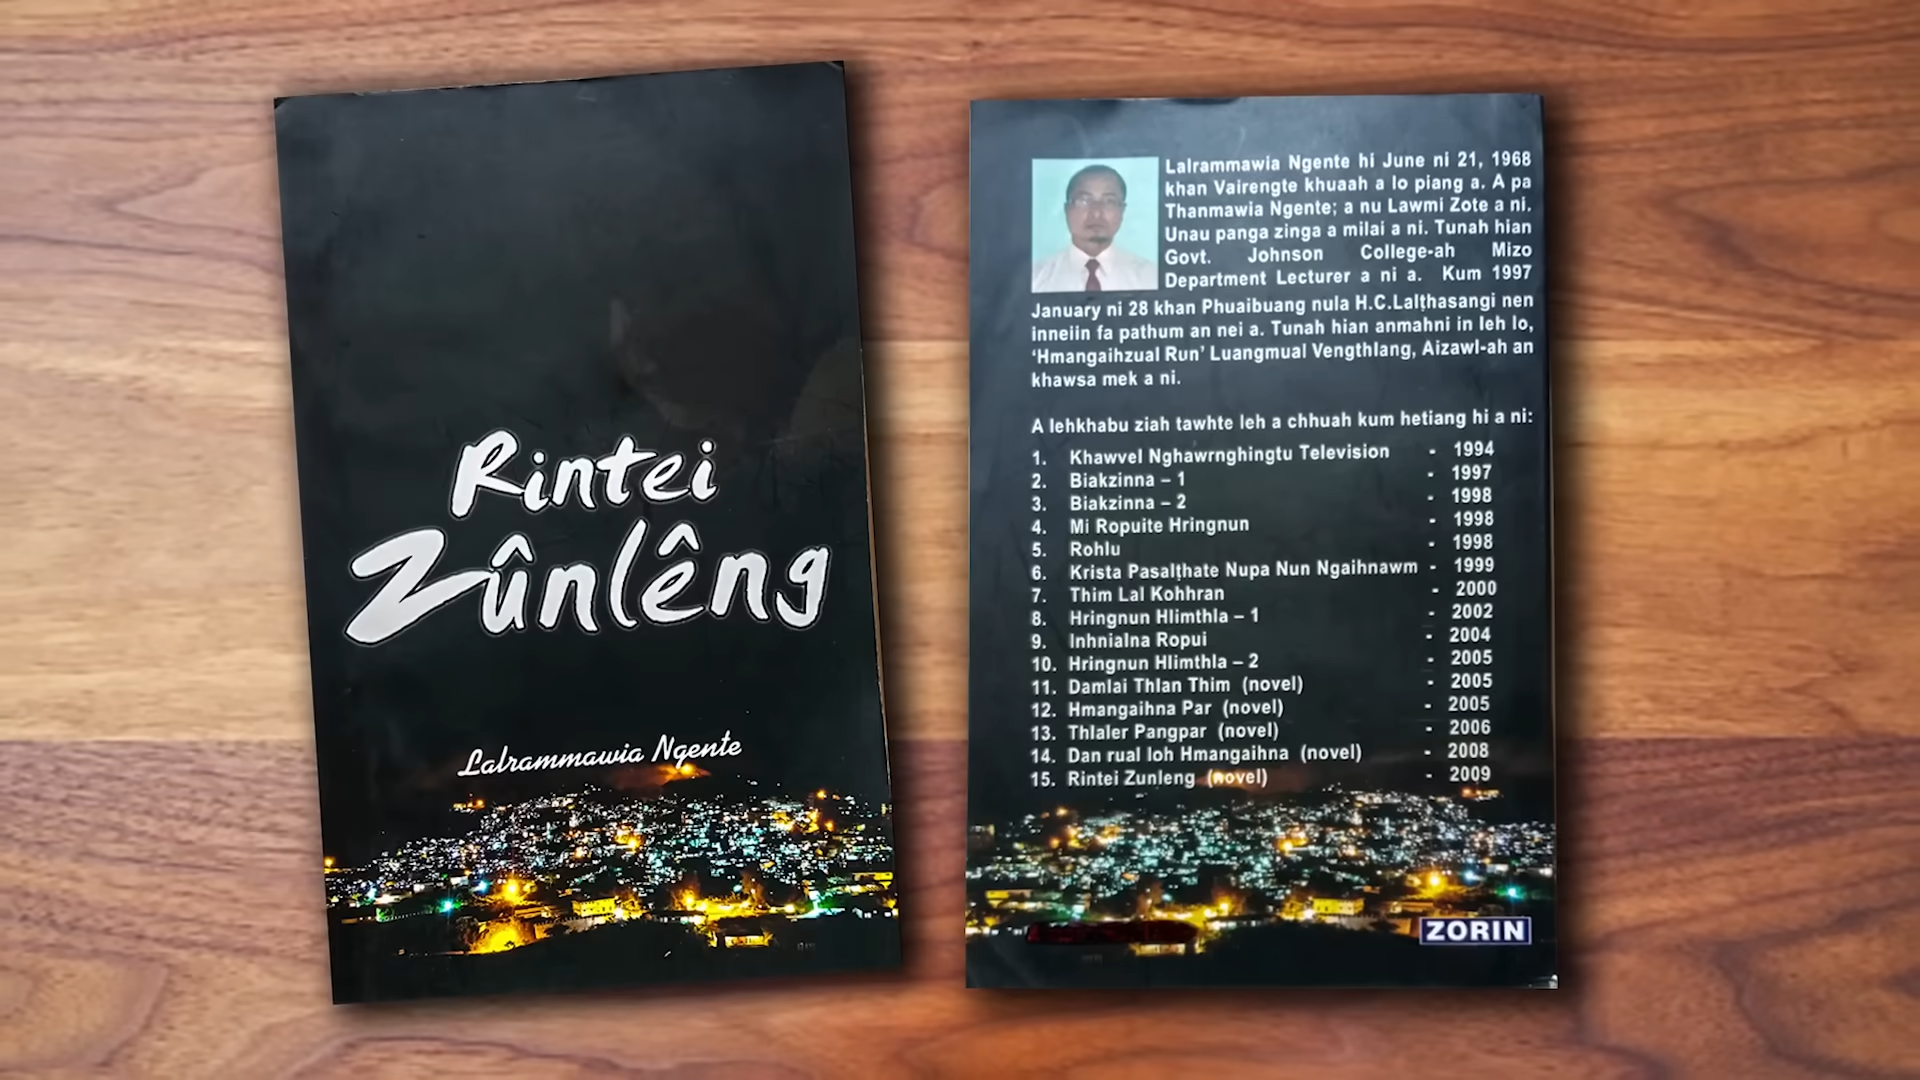 Rintei
Zûnlêng
Lalrammawia Ngente
Lalrammawia Ngente hi June ni 21, 1968
khan Vairengte khuaah a lo piang a. A pa
Thanmawia Ngente; a nu Lawmi Zote a ni.
Unau panga zinga a milai a ni. Tunah hian
Govt. Johnson College-ah Mizo
Department Lecturer a ni a. Kum 1997
January ni 28 khan Phuaibuang nula H.C.Lalṭhasangi nen
inneiin fa pathum an nei a. Tunah hian anmahni in leh lo,
‘Hmangaihzual Run’ Luangmual Vengthlang, Aizawl-ah an
khawsa mek a ni.
A lehkhabu ziah tawhte leh a chhuah kum hetiang hi a ni:
1. Khawvel Nghawrnghingtu Television - 1994
2. Biakzinna – 1 - 1997
3. Biakzinna – 2 - 1998
4. Mi Ropuite Hringnun - 1998
5. Rohlu - 1998
6. Krista Pasalṭhate Nupa Nun Ngaihnawm - 1999
7. Thim Lal Kohhran - 2000
8. Hringnun Hlimthla – 1 - 2002
9. Inhnialna Ropui - 2004
10. Hringnun Hlimthla – 2 - 2005
11. Damlai Thlan Thim (novel) - 2005
12. Hmangaihna Par (novel) - 2005
13. Thlaler Pangpar (novel) - 2006
14. Dan rual loh Hmangaihna (novel) - 2008
15. Rintei Zunleng (novel) - 2009
ZORIN